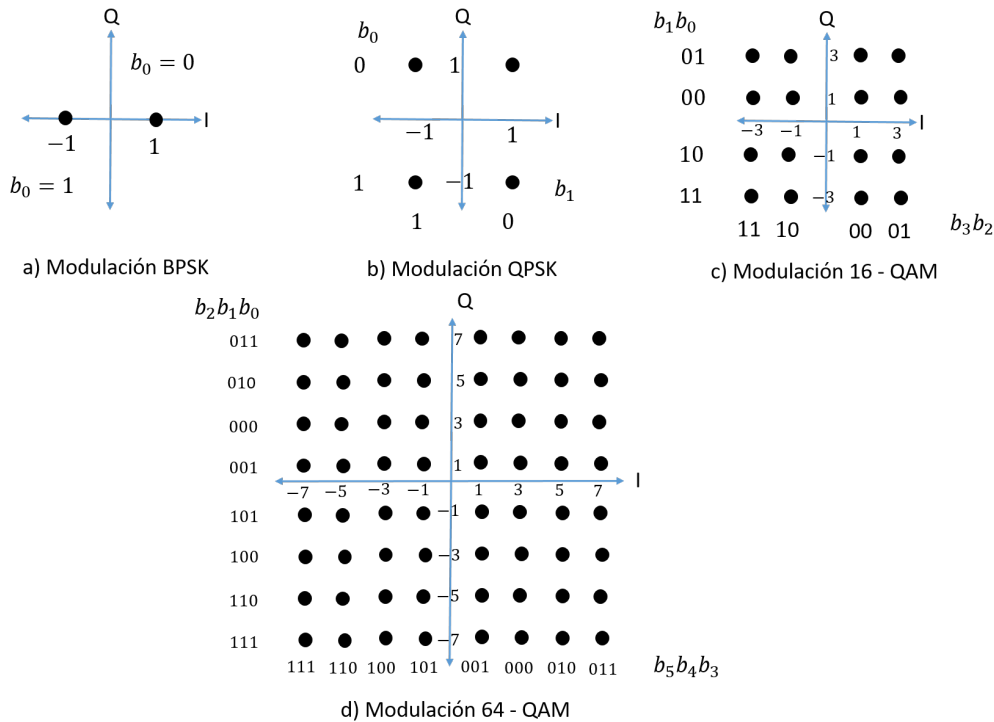 Q
b₀ = 0
I
−1 1
b₀ = 1
a) Modulación BPSK
b₀ Q
0 1
−1 1 I
1 −1 b₁
1 0
b) Modulación QPSK
b₁b₀ Q
01 3
00 1
−3 −1 1 3 I
10 −1
11 −3
11 10 00 01 b₃b₂
c) Modulación 16 - QAM
b₂b₁b₀ Q
011 7
010 5
000 3
001 1
−7 −5 −3 −1 1 3 5 7 I
101 −1
100 −3
110 −5
111 −7
111 110 100 101 001 000 010 011 b₅b₄b₃
d) Modulación 64 - QAM